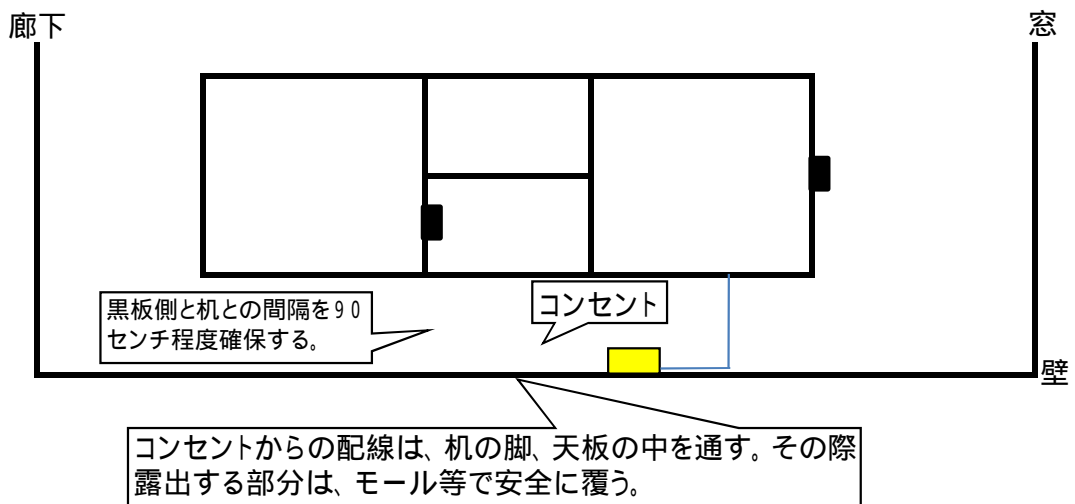 廊下
窓
黒板側と机との間隔を90
センチ程度確保する。
コンセント
壁
コンセントからの配線は、机の脚、天板の中を通す。その際
露出する部分は、モール等で安全に覆う。